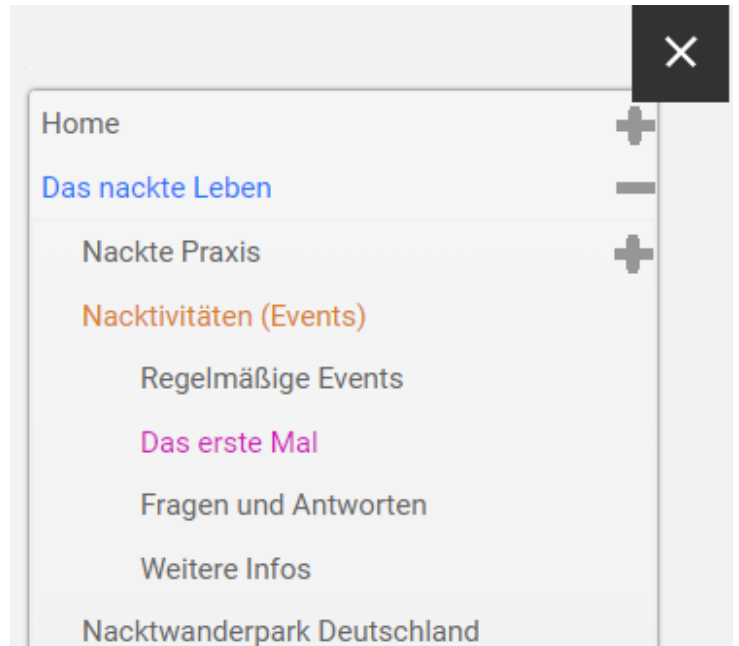 Home
Das nackte Leben
Nackte Praxis
Nacktivitäten (Events)
Regelmäßige Events
Das erste Mal
Fragen und Antworten
Weitere Infos
Nacktwanderpark Deutschland